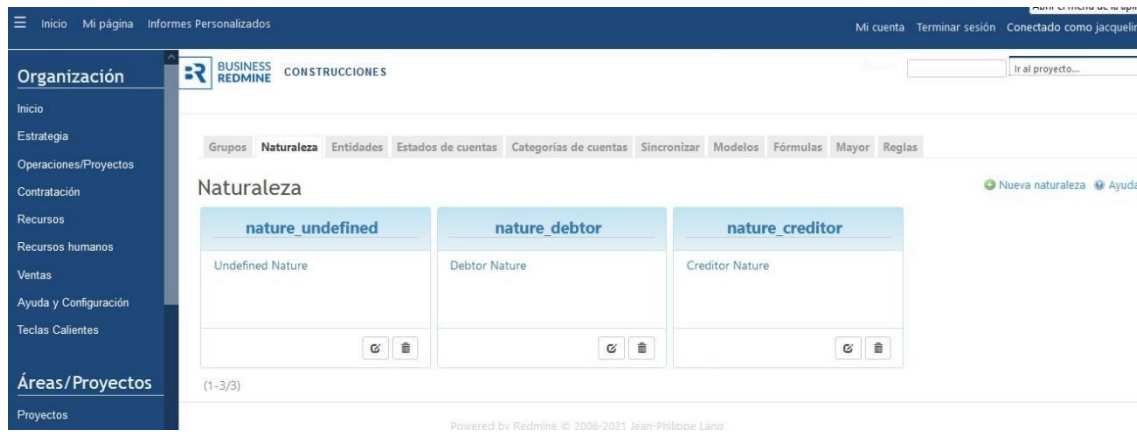 Inicio Mi página Informes Personalizados
Mi cuenta Terminar sesión Conectado como jacquelin
Organización
Inicio
Estrategia
Operaciones/Proyectos
Contratación
Recursos
Recursos humanos
Ventas
Ayuda y Configuración
Teclas Calientes
Áreas/Proyectos
Proyectos
BUSINESS
REDMINE
CONSTRUCCIONES
Ir al proyecto...
Grupos Naturaleza Entidades Estados de cuentas Categorías de cuentas Sincronizar Modelos Fórmulas Mayor Reglas
Naturaleza
Nueva naturaleza Ayuda
nature_undefined nature_debtor nature_creditor
Undefined Nature Debtor Nature Creditor Nature
(1-3/3)
Powered by Redmine © 2006-2021 Jean-Philippe Lang